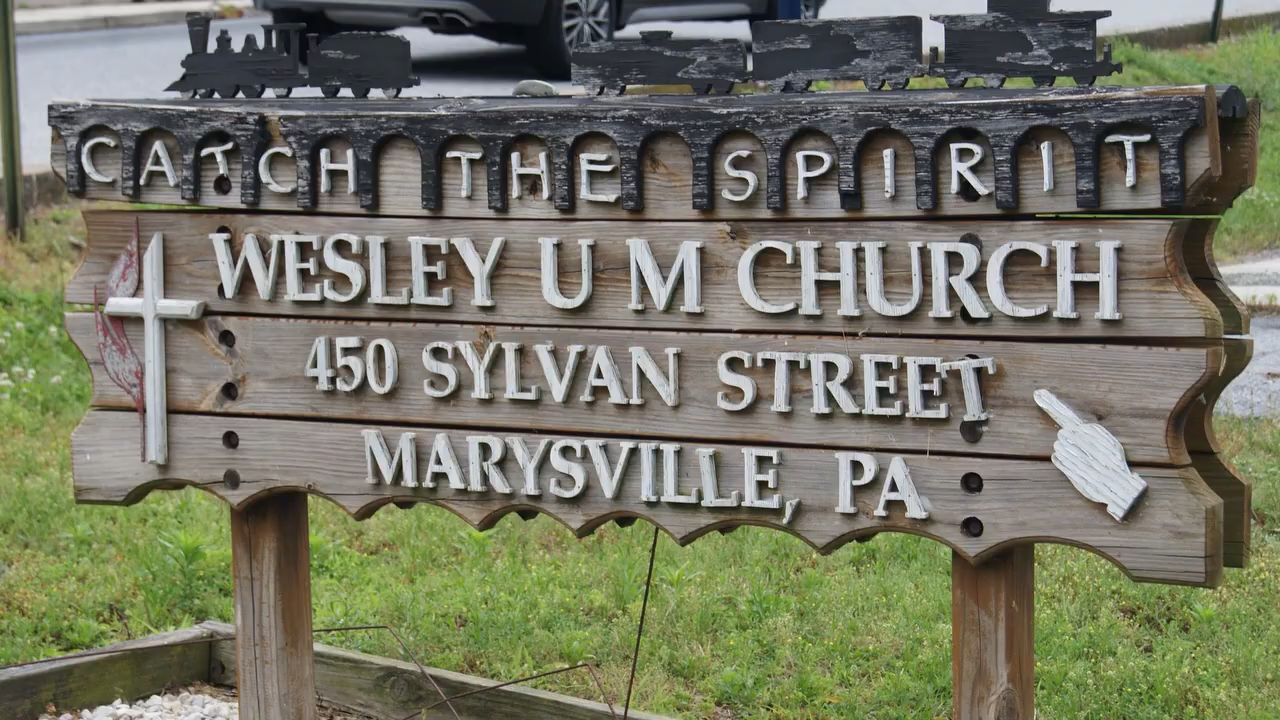 CATCH THE SPIRIT
WESLEY U M CHURCH
450 SYLVAN STREET
MARYSVILLE, PA